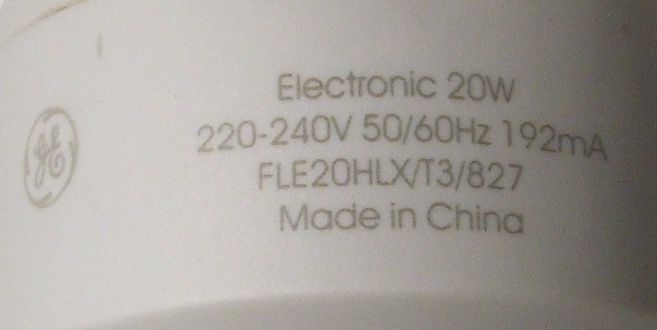 GE
Electronic 20W
220-240V 50/60Hz 192mA
FLE20HLX/T3/827
Made in China